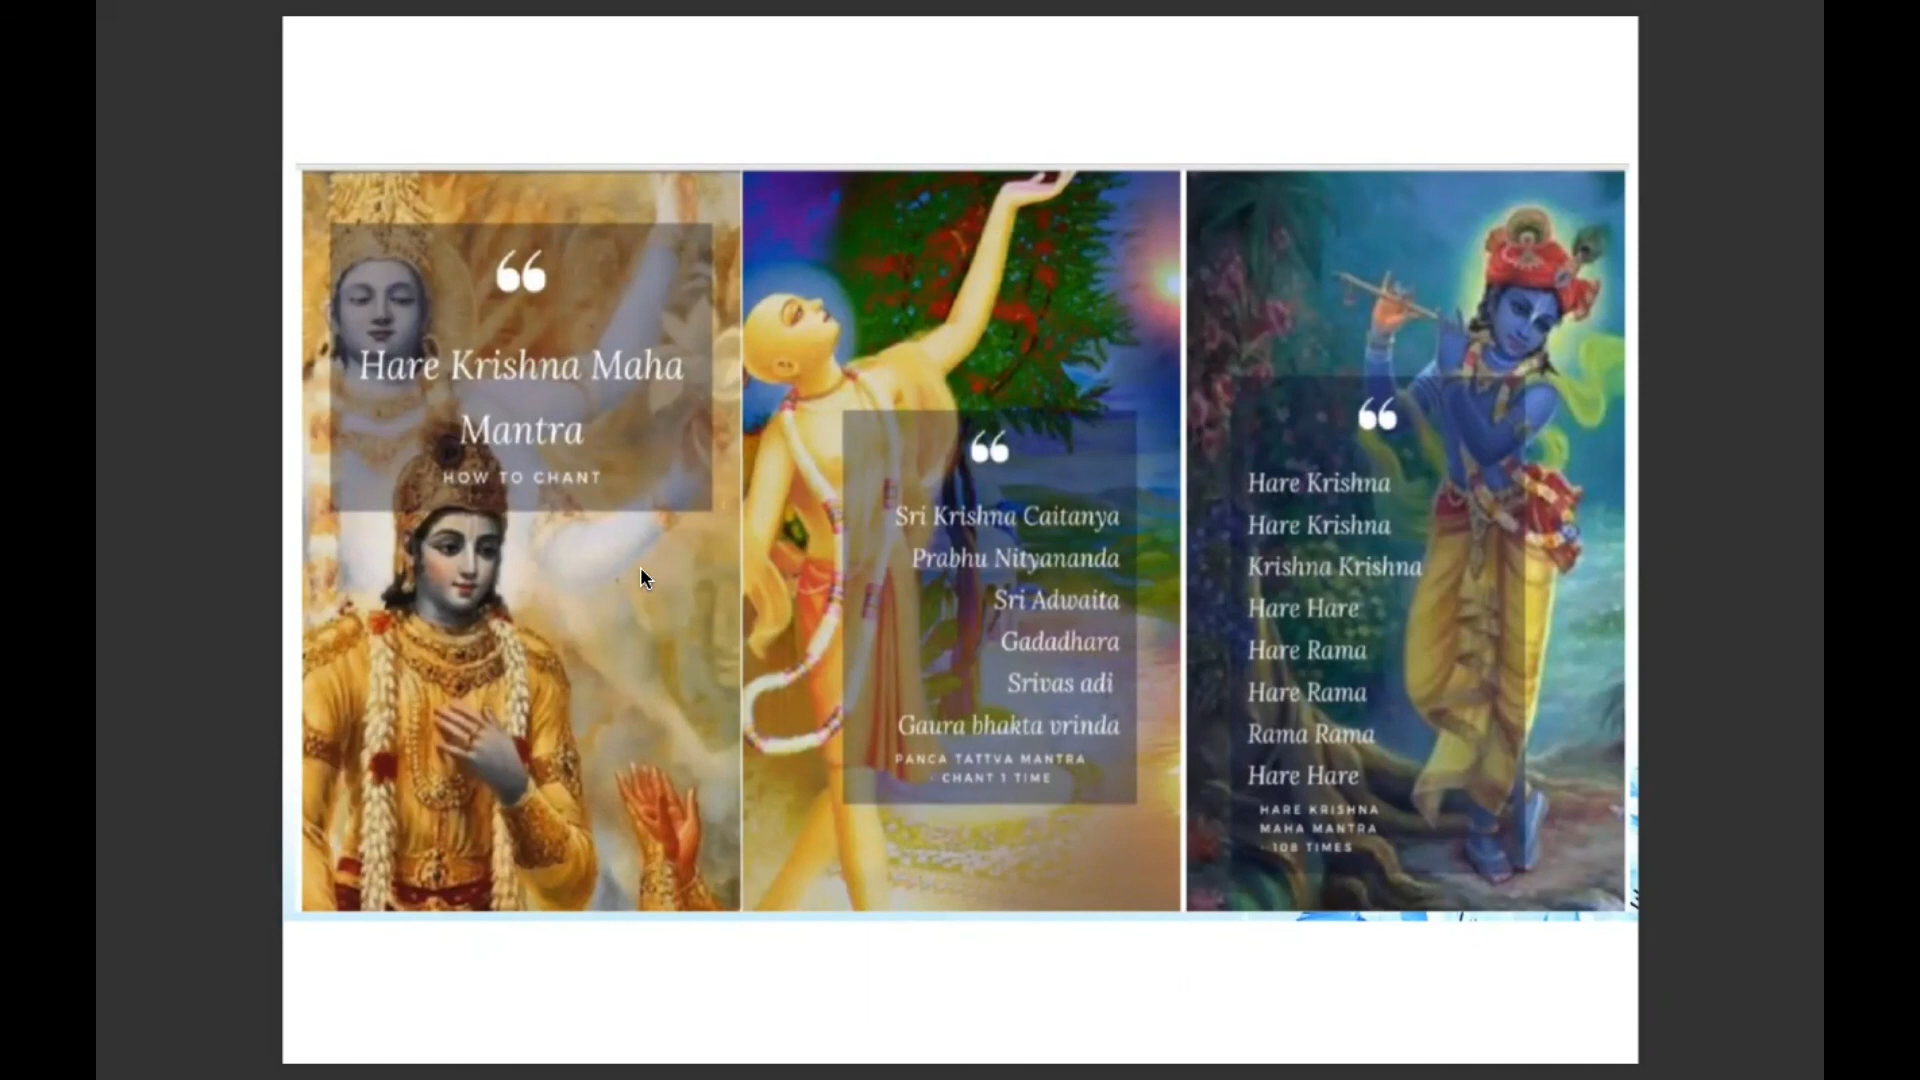 Hare Krishna Maha
Mantra
HOW TO CHANT
Sri Krishna Caitanya
Prabhu Nityananda
Sri Adwaita
Gadadhara
Srivas adi
Gaura bhakta vrinda
PANCA TATTVA MANTRA
- CHANT 1 TIME
Hare Krishna
Hare Krishna
Krishna Krishna
Hare Hare
Hare Rama
Hare Rama
Rama Rama
Hare Hare
HARE KRISHNA
MAHA MANTRA
- 108 TIMES